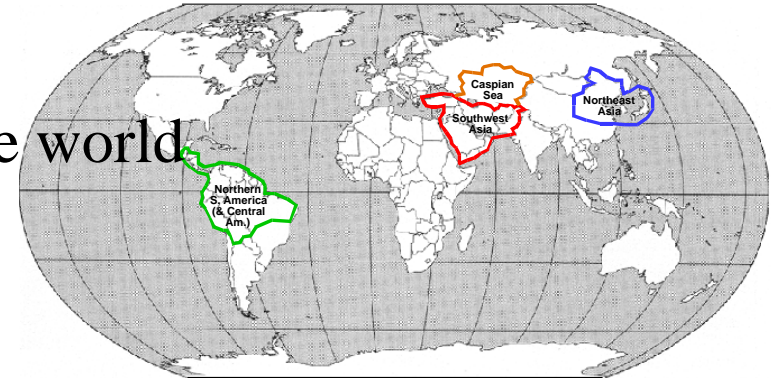 Caspian
Sea
Northeast
Asia
Southwest
Asia
e world
Northern
S. America
(& Central
Am.)